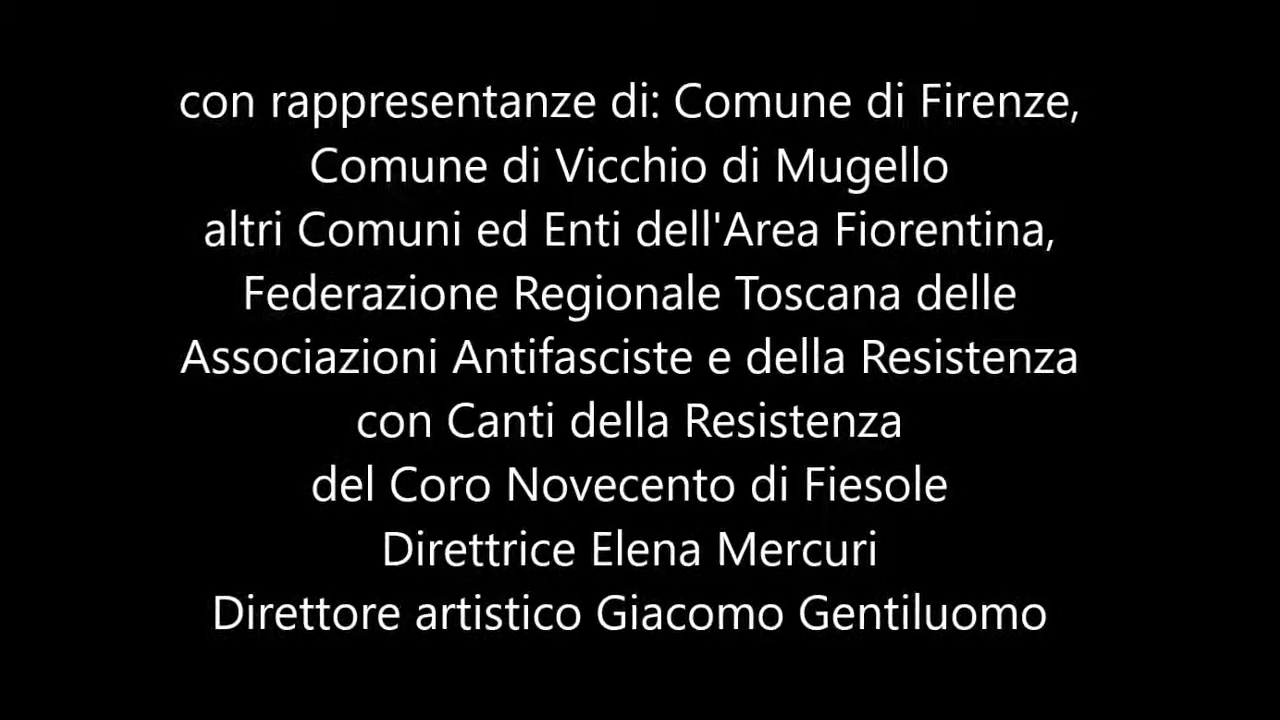 con rappresentanze di: Comune di Firenze,
Comune di Vicchio di Mugello
altri Comuni ed Enti dell'Area Fiorentina,
Federazione Regionale Toscana delle
Associazioni Antifasciste e della Resistenza
con Canti della Resistenza
del Coro Novecento di Fiesole
Direttrice Elena Mercuri
Direttore artistico Giacomo Gentiluomo